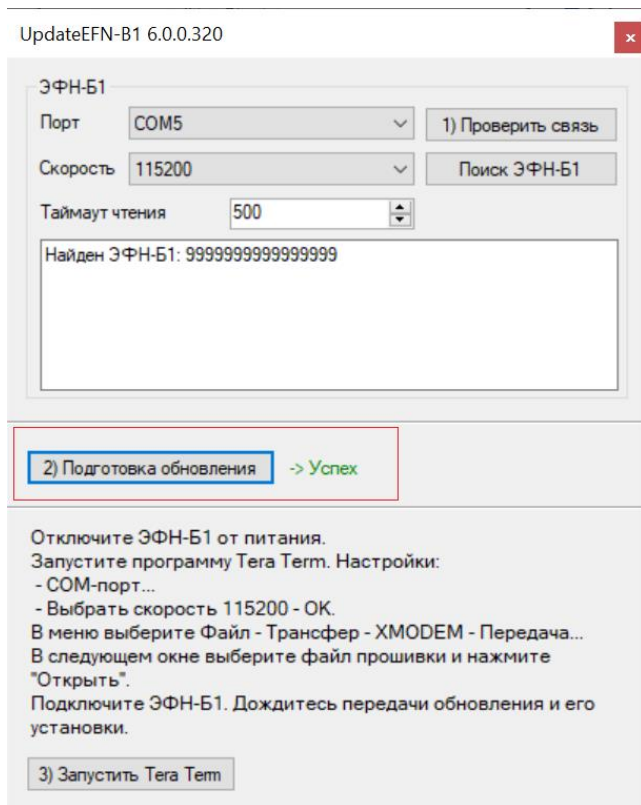 UpdateEFN-B1 6.0.0.320
x
ЭФН-Б1
Порт COM5 1) Проверить связь
Скорость 115200 Поиск ЭФН-Б1
Таймаут чтения 500
Найден ЭФН-Б1: 9999999999999999
2) Подготовка обновления -> Успех
Отключите ЭФН-Б1 от питания.
Запустите программу Tera Term. Настройки:
- COM-порт...
- Выбрать скорость 115200 - OK.
В меню выберите Файл - Трансфер - XMODEM - Передача...
В следующем окне выберите файл прошивки и нажмите
"Открыть".
Подключите ЭФН-Б1. Дождитесь передачи обновления и его
установки.
3) Запустить Tera Term